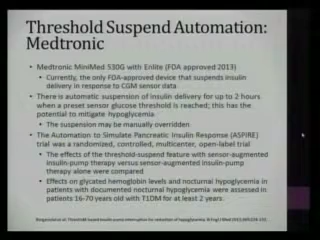 Threshold Suspend Automation:
Medtronic
• Medtronic MiniMed 530G with Enlite (FDA approved 2013)
• Currently, the only FDA-approved device that suspends insulin
delivery in response to CGM sensor data
• There is automatic suspension of insulin delivery for up to 2 hours
when a preset sensor glucose threshold is reached; this has the
potential to mitigate hypoglycemia
• The suspension may be manually overridden
• The Automation to Simulate Pancreatic Insulin Response (ASPIRE)
trial was a randomized, controlled, multicenter, open-label trial
• The effects of the threshold-suspend feature with sensor-augmented
insulin-pump therapy versus sensor-augmented insulin-pump
therapy alone were compared
• Effects on glycated hemoglobin levels and nocturnal hypoglycemia in
patients with documented nocturnal hypoglycemia were assessed in
patients 16-70 years old with T1DM for at least 2 years.